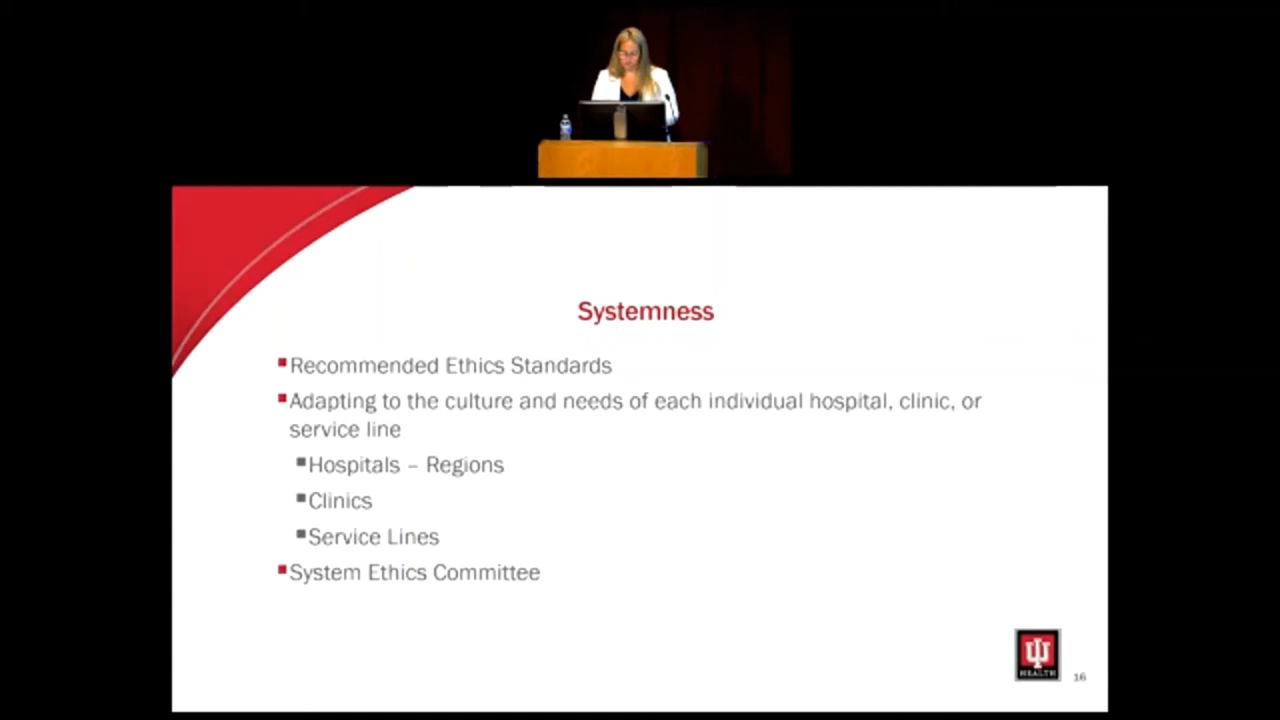 Systemness
Recommended Ethics Standards
Adapting to the culture and needs of each individual hospital, clinic, or
service line
Hospitals – Regions
Clinics
Service Lines
System Ethics Committee
HEALTH
16